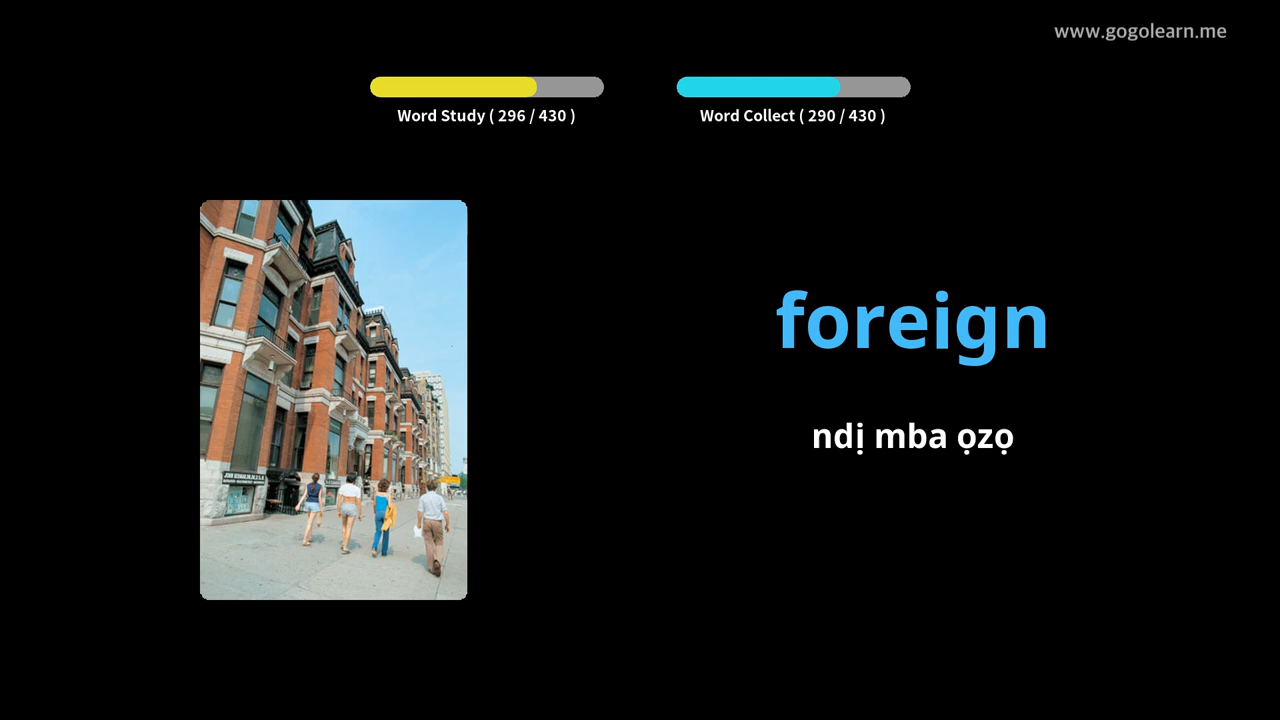 www.gogolearn.me
Word Study ( 296 / 430 )
Word Collect ( 290 / 430 )
foreign
ndị mba ọzọ